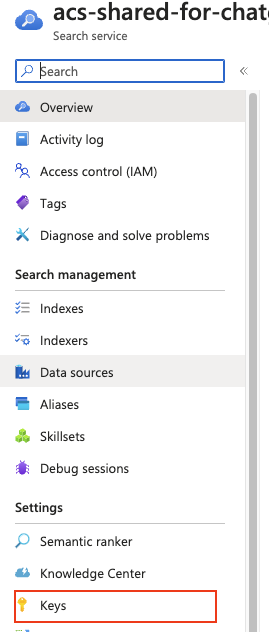 acs-shared-for-chat
Search service
Search
«
Overview
Activity log
Access control (IAM)
Tags
Diagnose and solve problems
Search management
Indexes
Indexers
Data sources
Aliases
Skillsets
Debug sessions
Settings
Semantic ranker
Knowledge Center
Keys